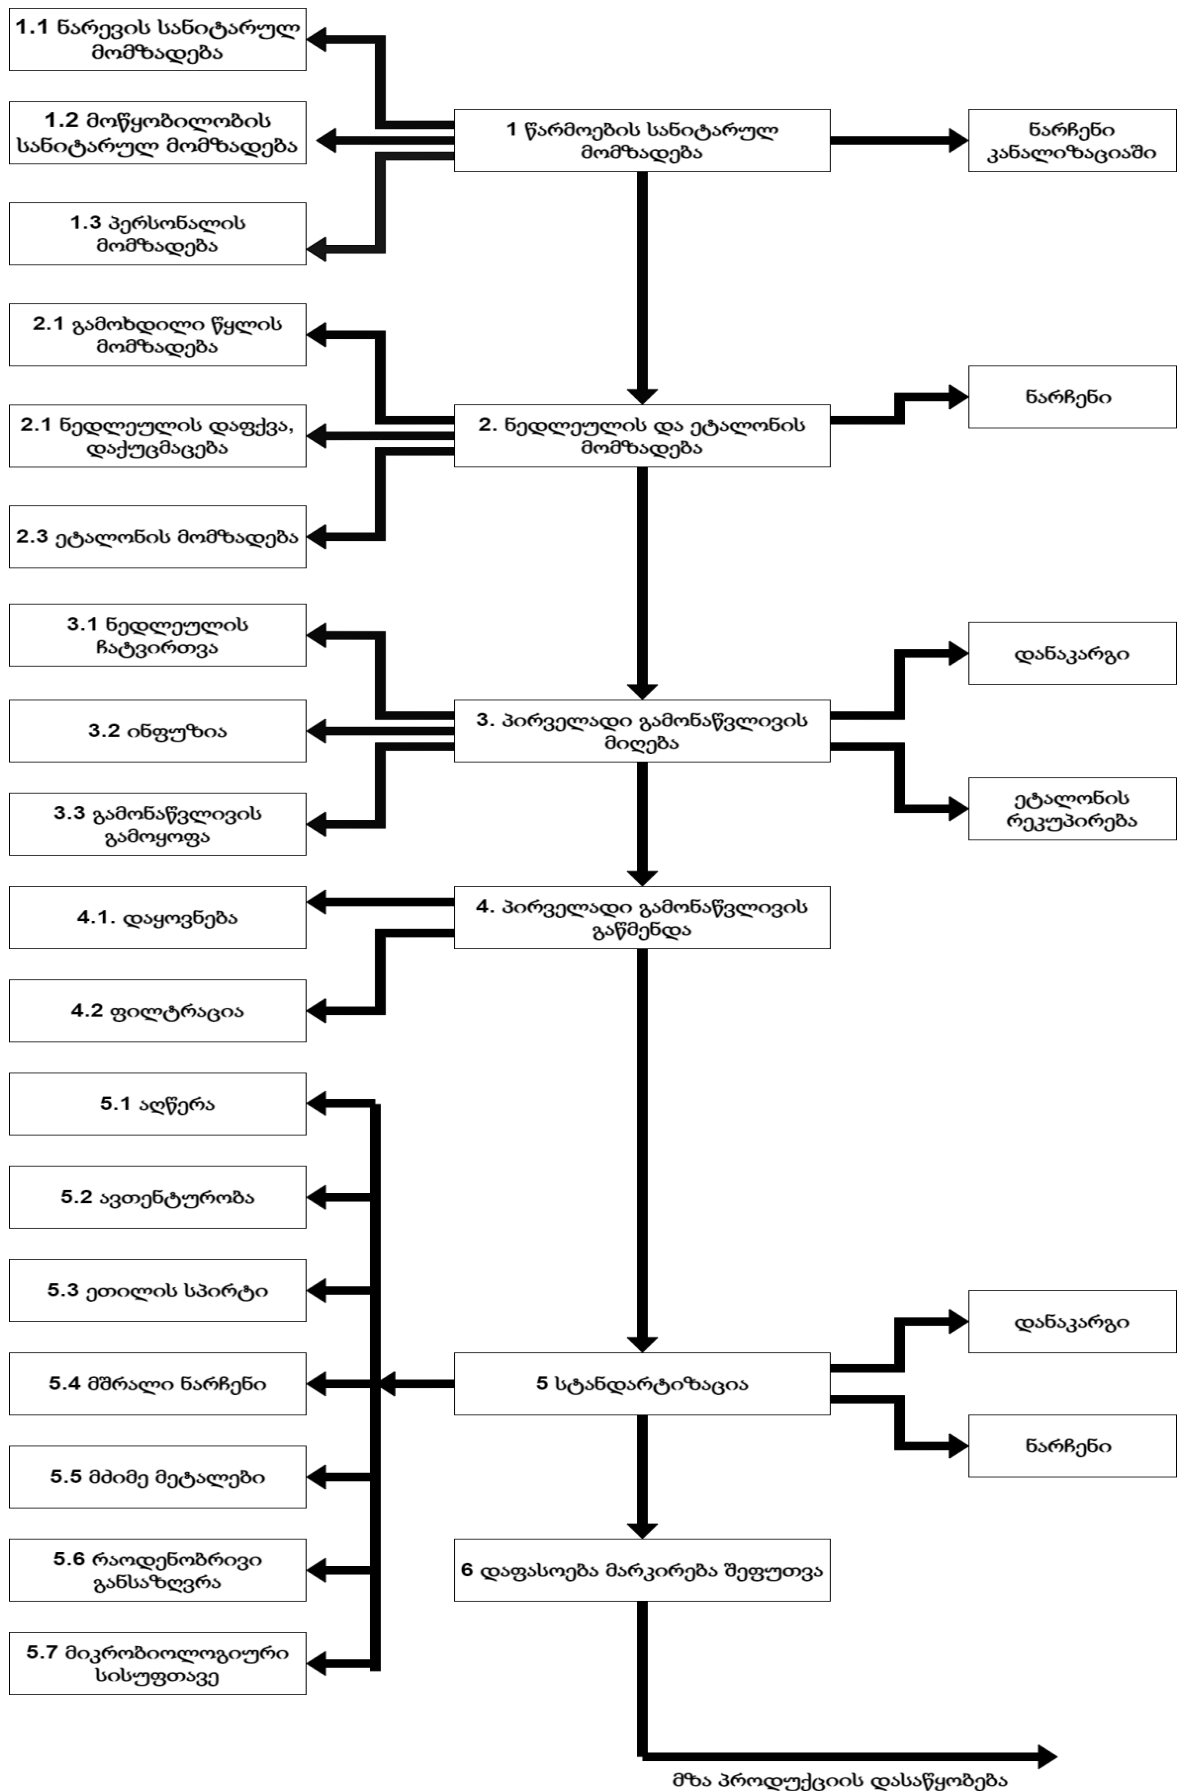 1.1 ნარევის სანიტარულ
მომზადება
1.2 მოწყობილობის
სანიტარულ მომზადება
1 წარმოების სანიტარულ
მომზადება
ნარჩენი
კანალიზაციაში
1.3 პერსონალის
მომზადება
2.1 გამოხდილი წყლის
მომზადება
2.1 ნედლეულის დაფქვა,
დაქუცმაცება
2. ნედლეულის და ეტალონის
მომზადება
ნარჩენი
2.3 ეტალონის მომზადება
3.1 ნედლეულის
ჩატვირთვა
დანაკარგი
3.2 ინფუზია
3. პირველადი გამონაწვლივის
მიღება
3.3 გამონაწვლივის
გამოყოფა
ეტალონის
რეკუპირება
4.1. დაყოვნება
4. პირველადი გამონაწვლივის
გაწმენდა
4.2 ფილტრაცია
5.1 აღწერა
5.2 ავთენტურობა
5.3 ეთილის სპირტი
დანაკარგი
5.4 მშრალი ნარჩენი
5 სტანდარტიზაცია
ნარჩენი
5.5 მძიმე მეტალები
5.6 რაოდენობრივი
განსაზღვრა
6 დაფასოება მარკირება შეფუთვა
5.7 მიკრობიოლოგიური
სისუფთავე
მზა პროდუქციის დასაწყობება